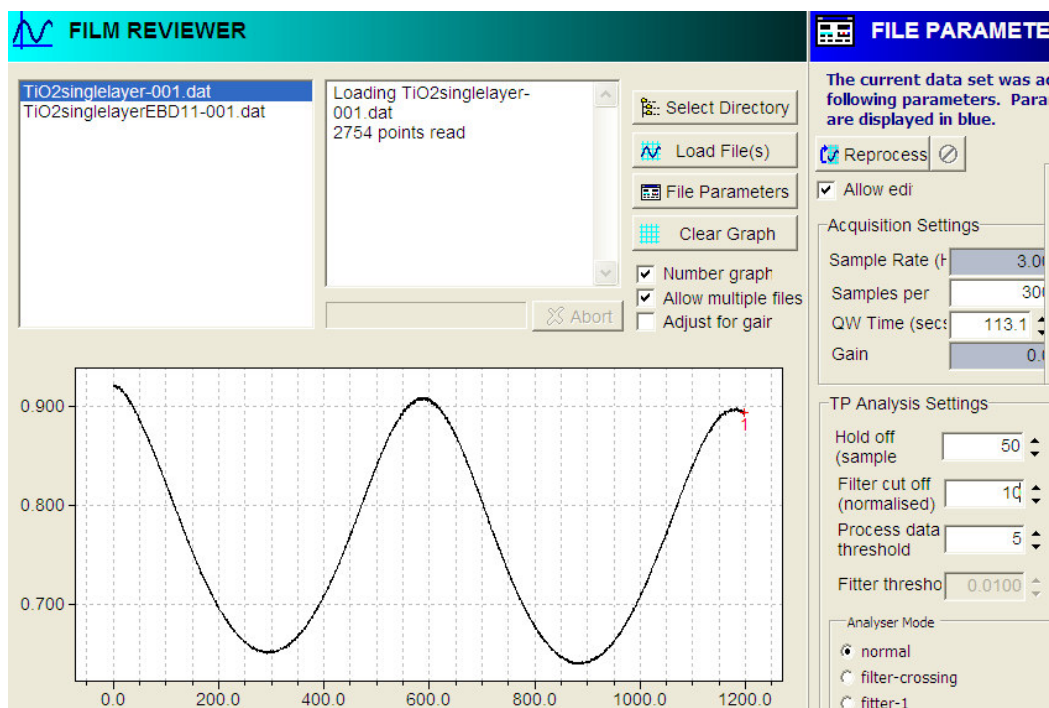 FILM REVIEWER
TiO2singlelayer-001.dat
TiO2singlelayerEBD11-001.dat
Loading TiO2singlelayer-
001.dat
2754 points read
Select Directory
Load File(s)
File Parameters
Clear Graph
Number graph
Allow multiple files
Adjust for gair
Abort
0.900
0.800
0.700
1
0.0 200.0 400.0 600.0 800.0 1000.0 1200.0
FILE PARAMETE
The current data set was a
following parameters. Para
are displayed in blue.
Reprocess
Allow edi
Acquisition Settings
Sample Rate (H 3.00
Samples per 300
QW Time (secs 113.1
Gain 0.0
TP Analysis Settings
Hold off
(sample 50
Filter cut off
(normalised) 10
Process data
threshold 5
Fitter thresho 0.0100
Analyser Mode
normal
filter-crossing
fitter-1